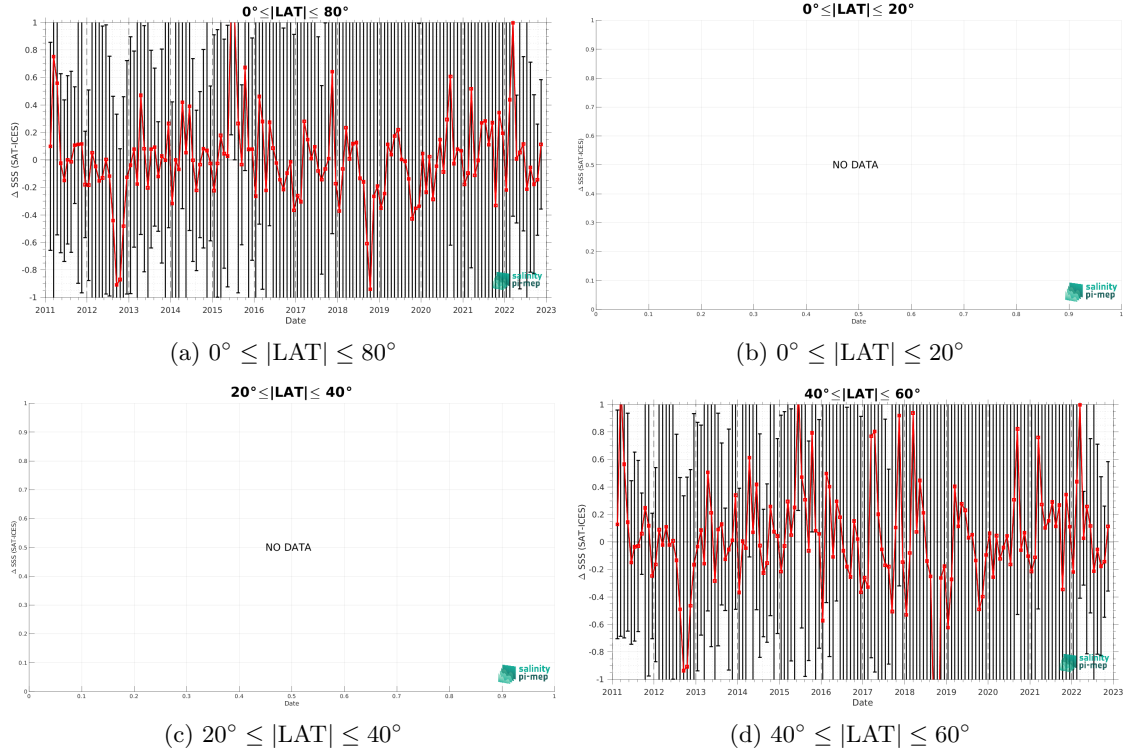 0°≤|LAT|≤ 80°
Δ SSS (SAT-ICES)
1
0.8
0.6
0.4
0.2
0
-0.2
-0.4
-0.6
-0.8
-1
2011 2012 2013 2014 2015 2016 2017 2018 2019 2020 2021 2022 2023
Date
salinity
pi-mep
(a) 0° ≤ |LAT| ≤ 80°
0°≤|LAT|≤ 20°
Δ SSS (SAT-ICES)
1
0.9
0.8
0.7
0.6
0.5
0.4
0.3
0.2
0.1
0
NO DATA
0 0.1 0.2 0.3 0.4 0.5 0.6 0.7 0.8 0.9 1
Date
salinity
pi-mep
(b) 0° ≤ |LAT| ≤ 20°
20°≤|LAT|≤ 40°
Δ SSS (SAT-ICES)
1
0.9
0.8
0.7
0.6
0.5
0.4
0.3
0.2
0.1
0
NO DATA
0 0.1 0.2 0.3 0.4 0.5 0.6 0.7 0.8 0.9 1
Date
salinity
pi-mep
(c) 20° ≤ |LAT| ≤ 40°
40°≤|LAT|≤ 60°
Δ SSS (SAT-ICES)
1
0.8
0.6
0.4
0.2
0
-0.2
-0.4
-0.6
-0.8
-1
2011 2012 2013 2014 2015 2016 2017 2018 2019 2020 2021 2022 2023
Date
salinity
pi-mep
(d) 40° ≤ |LAT| ≤ 60°